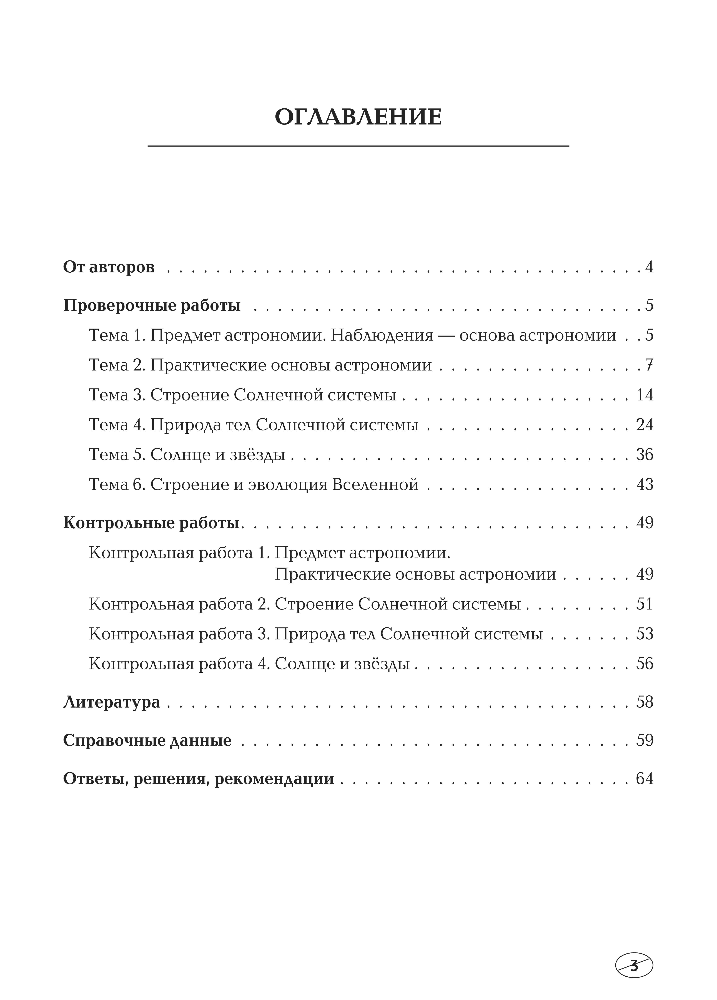 ОГЛАВЛЕНИЕ
От авторов . . . . . . . . . . . . . . . . . . . . . . . . . . . . . . . . . . . . . . . 4
Проверочные работы . . . . . . . . . . . . . . . . . . . . . . . . . . . . . . . . 5
Тема 1. Предмет астрономии. Наблюдения — основа астрономии . . 5
Тема 2. Практические основы астрономии . . . . . . . . . . . . . . . . . 7
Тема 3. Строение Солнечной системы . . . . . . . . . . . . . . . . . . . 14
Тема 4. Природа тел Солнечной системы . . . . . . . . . . . . . . . . . 24
Тема 5. Солнце и звёзды . . . . . . . . . . . . . . . . . . . . . . . . . . . . 36
Тема 6. Строение и эволюция Вселенной . . . . . . . . . . . . . . . . . 43
Контрольные работы . . . . . . . . . . . . . . . . . . . . . . . . . . . . . . . . 49
Контрольная работа 1. Предмет астрономии.
Практические основы астрономии . . . . . . 49
Контрольная работа 2. Строение Солнечной системы . . . . . . . . . 51
Контрольная работа 3. Природа тел Солнечной системы . . . . . . . 53
Контрольная работа 4. Солнце и звёзды . . . . . . . . . . . . . . . . . . 56
Литература . . . . . . . . . . . . . . . . . . . . . . . . . . . . . . . . . . . . . . 58
Справочные данные . . . . . . . . . . . . . . . . . . . . . . . . . . . . . . . . 59
Ответы, решения, рекомендации . . . . . . . . . . . . . . . . . . . . . . . . 64
3